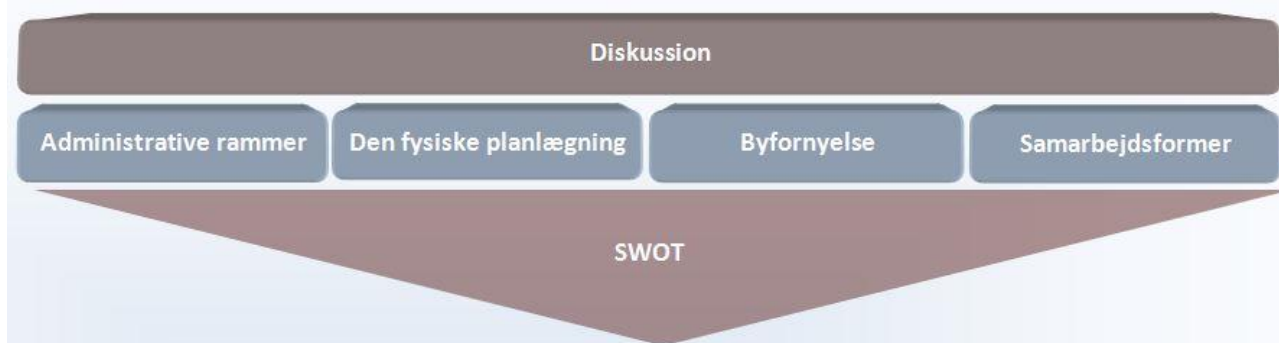 Diskussion
Administrative rammer
Den fysiske planlægning
Byfornyelse
Samarbejdsformer
SWOT